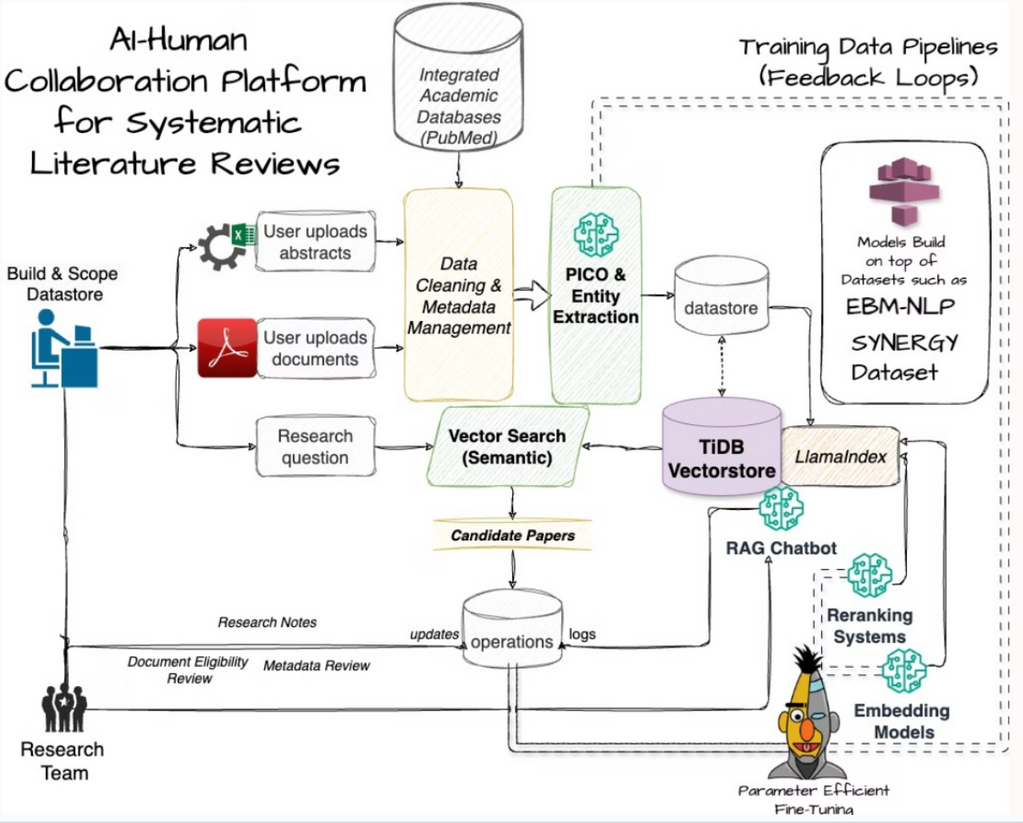 AI-Human
Collaboration Platform
for Systematic
Literature Reviews
Integrated
Academic
Databases
(PubMed)
Training Data Pipelines
(Feedback Loops)
Build & Scope
Datastore
X
User uploads
abstracts
User uploads
documents
Research
question
Data
Cleaning &
Metadata
Management
PICO &
Entity
Extraction
datastore
Models Build
on top of
Datasets such as
EBM-NLP
SYNERGY
Dataset
Vector Search
(Semantic)
TiDB
Vectorstore
LlamaIndex
Candidate Papers
RAG Chatbot
Reranking
Systems
Embedding
Models
Research Notes
updates
operations
logs
Document Eligibility
Review
Metadata Review
Research
Team
Parameter Efficient
Fine-Tuning